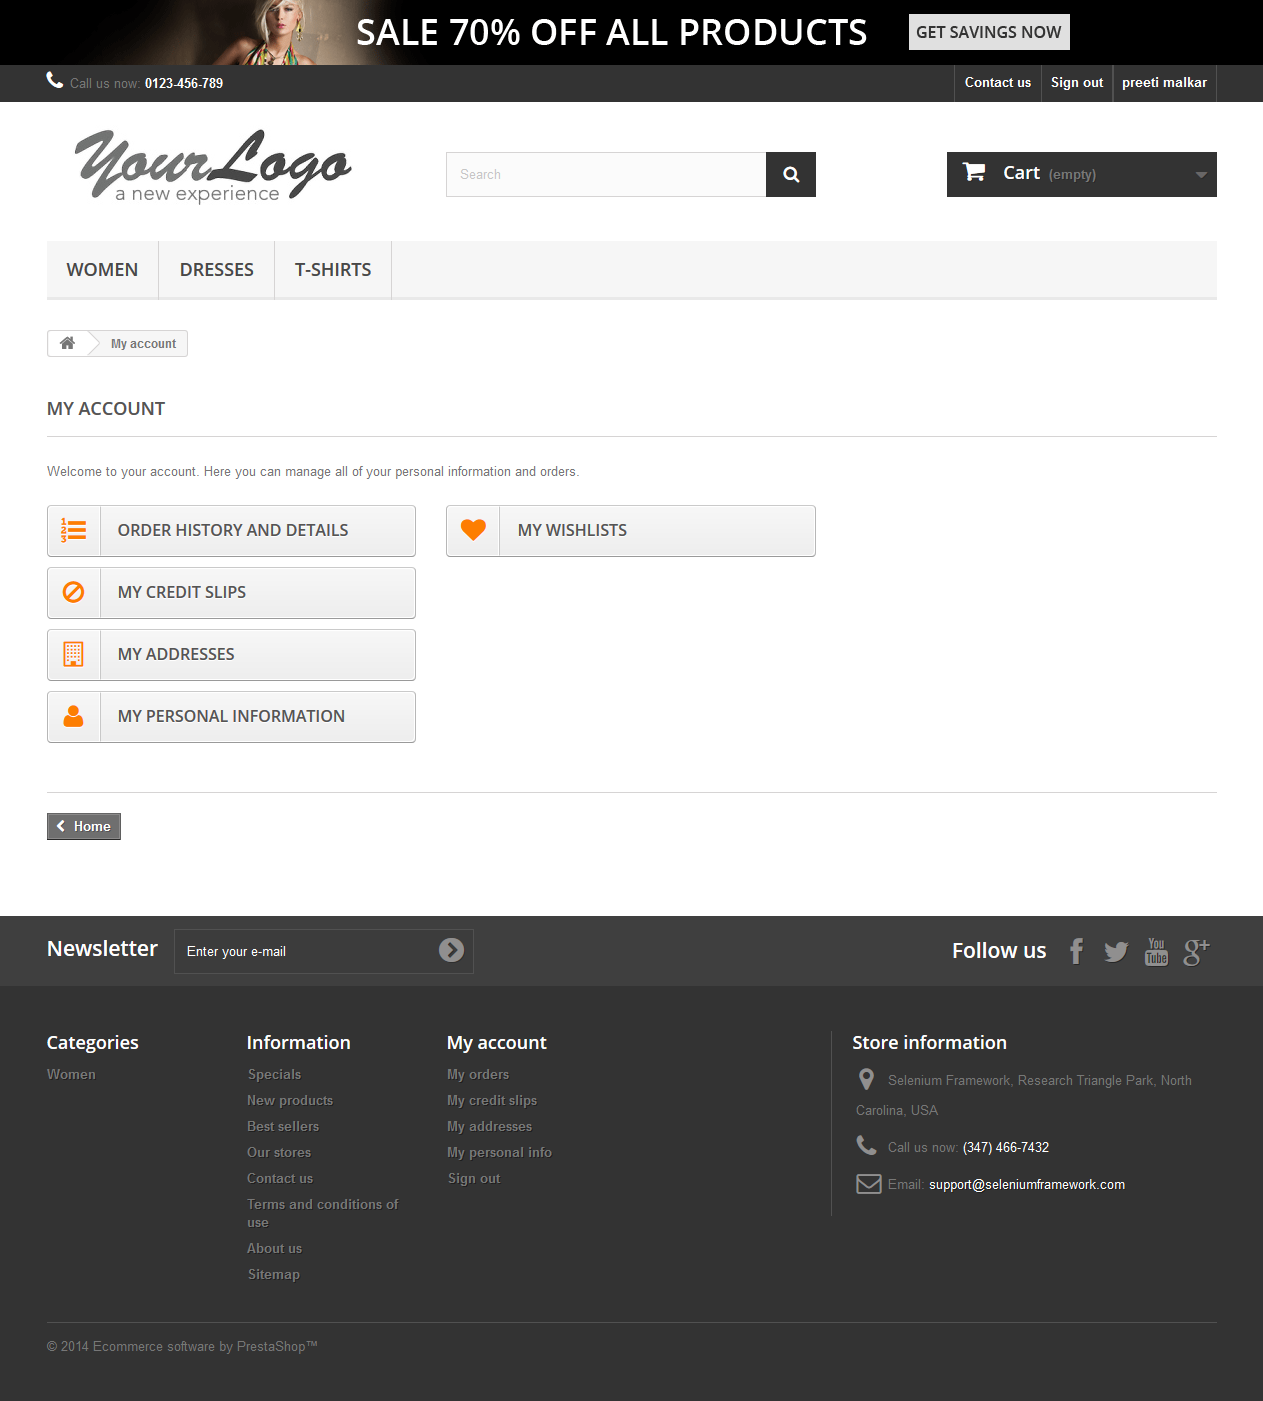 SALE 70% OFF ALL PRODUCTS GET SAVINGS NOW
Call us now: 0123-456-789 Contact us Sign out preeti malkar
YourLogo
a new experience
Search
Cart (empty)
WOMEN DRESSES T-SHIRTS
My account
MY ACCOUNT
Welcome to your account. Here you can manage all of your personal information and orders.
ORDER HISTORY AND DETAILS
MY CREDIT SLIPS
MY ADDRESSES
MY PERSONAL INFORMATION
MY WISHLISTS
Home
Newsletter Enter your e-mail
Follow us
Categories
Women
Information
Specials
New products
Best sellers
Our stores
Contact us
Terms and conditions of
use
About us
Sitemap
My account
My orders
My credit slips
My addresses
My personal info
Sign out
Store information
Selenium Framework, Research Triangle Park, North
Carolina, USA
Call us now: (347) 466-7432
Email: support@seleniumframework.com
© 2014 Ecommerce software by PrestaShop™